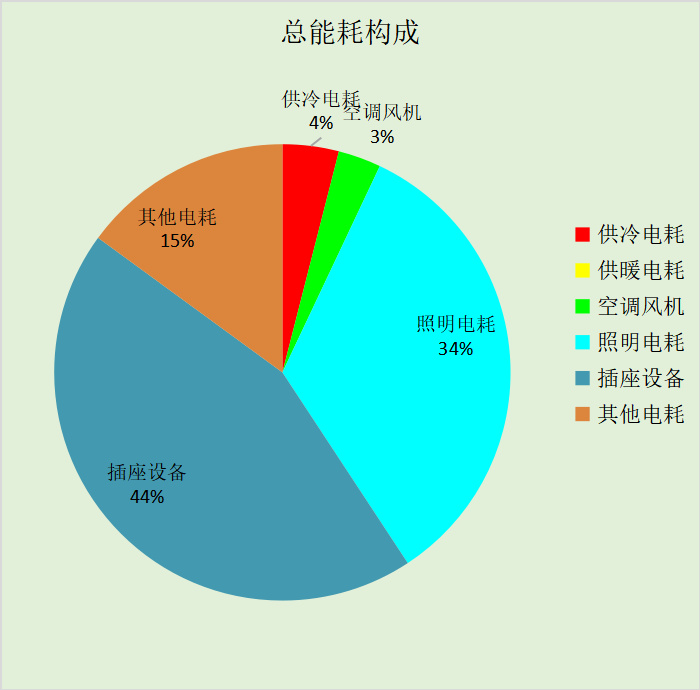 总能耗构成
供冷电耗
4%
空调风机
3%
其他电耗
15%
照明电耗
34%
插座设备
44%
供冷电耗
供暖电耗
空调风机
照明电耗
插座设备
其他电耗